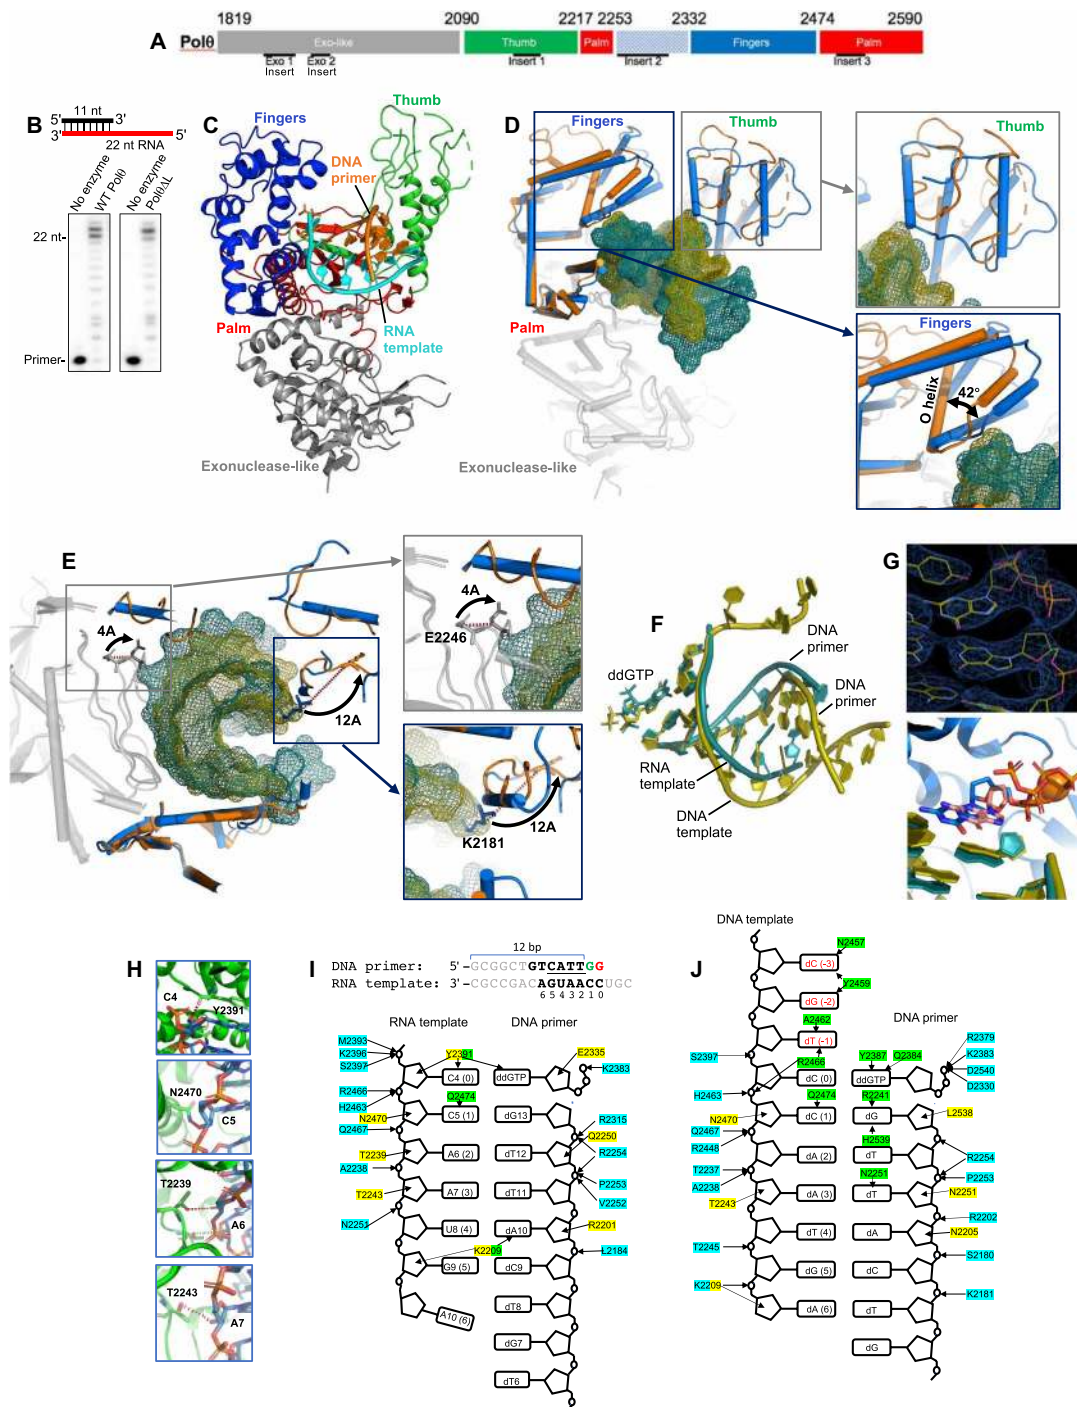 1819 2090 2217 2253 2332 2474 2590
A Polθ Exo-like Thumb Palm Fingers Palm
Exo 1 Insert Exo 2 Insert Insert 1 Insert 2 Insert 3
B
11 nt
5' 3'
3' 5'
22 nt RNA
No enzyme
WT Polθ
No enzyme
PolθΔL
22 nt-
Primer-
C
Fingers
Thumb
DNA primer
Palm
RNA template
Exonuclease-like
D
Fingers
Thumb
Palm
Exonuclease-like
Thumb
Fingers
O helix
42°
E
4A
12A
4A
E2246
12A
K2181
F
DNA primer
ddGTP
DNA primer
RNA template
DNA template
G
H
C4
Y2391
N2470
C5
T2239
A6
T2243
A7
I
12 bp
DNA primer: 5'-GCGGCTGTCATTGG
RNA template: 3'-CGCCGACAGUAACCUGC
6 5 4 3 2 1 0
RNA template DNA primer
M2393
K2396
S2397
Y2391
E2335
K2383
C4 (0)
ddGTP
R2466
H2463
Q2474
N2470
C5 (1)
dG13
Q2467
R2315
Q2250
T2239
A6 (2)
dT12
R2254
A2238
T2243
A7 (3)
dT11
P2253
V2252
N2251
U8 (4)
dA10
R2201
K2209
L2184
G9 (5)
dC9
A10 (6)
dT8
dG7
dT6
J
DNA template
N2457
dC (-3)
Y2459
dG (-2)
A2462
dT (-1)
DNA primer
R2379
S2397
R2466
Y2387
Q2384
K2383
dC (0)
ddGTP
D2540
D2330
H2463
Q2474
R2241
N2470
dC (1)
dG
L2538
Q2467
H2539
R2448
dA (2)
dT
R2254
T2237
N2251
P2253
A2238
dA (3)
dT
N2251
T2243
R2202
dT (4)
dA
N2205
T2245
S2180
dG (5)
dC
K2209
K2181
dA (6)
dT
dG